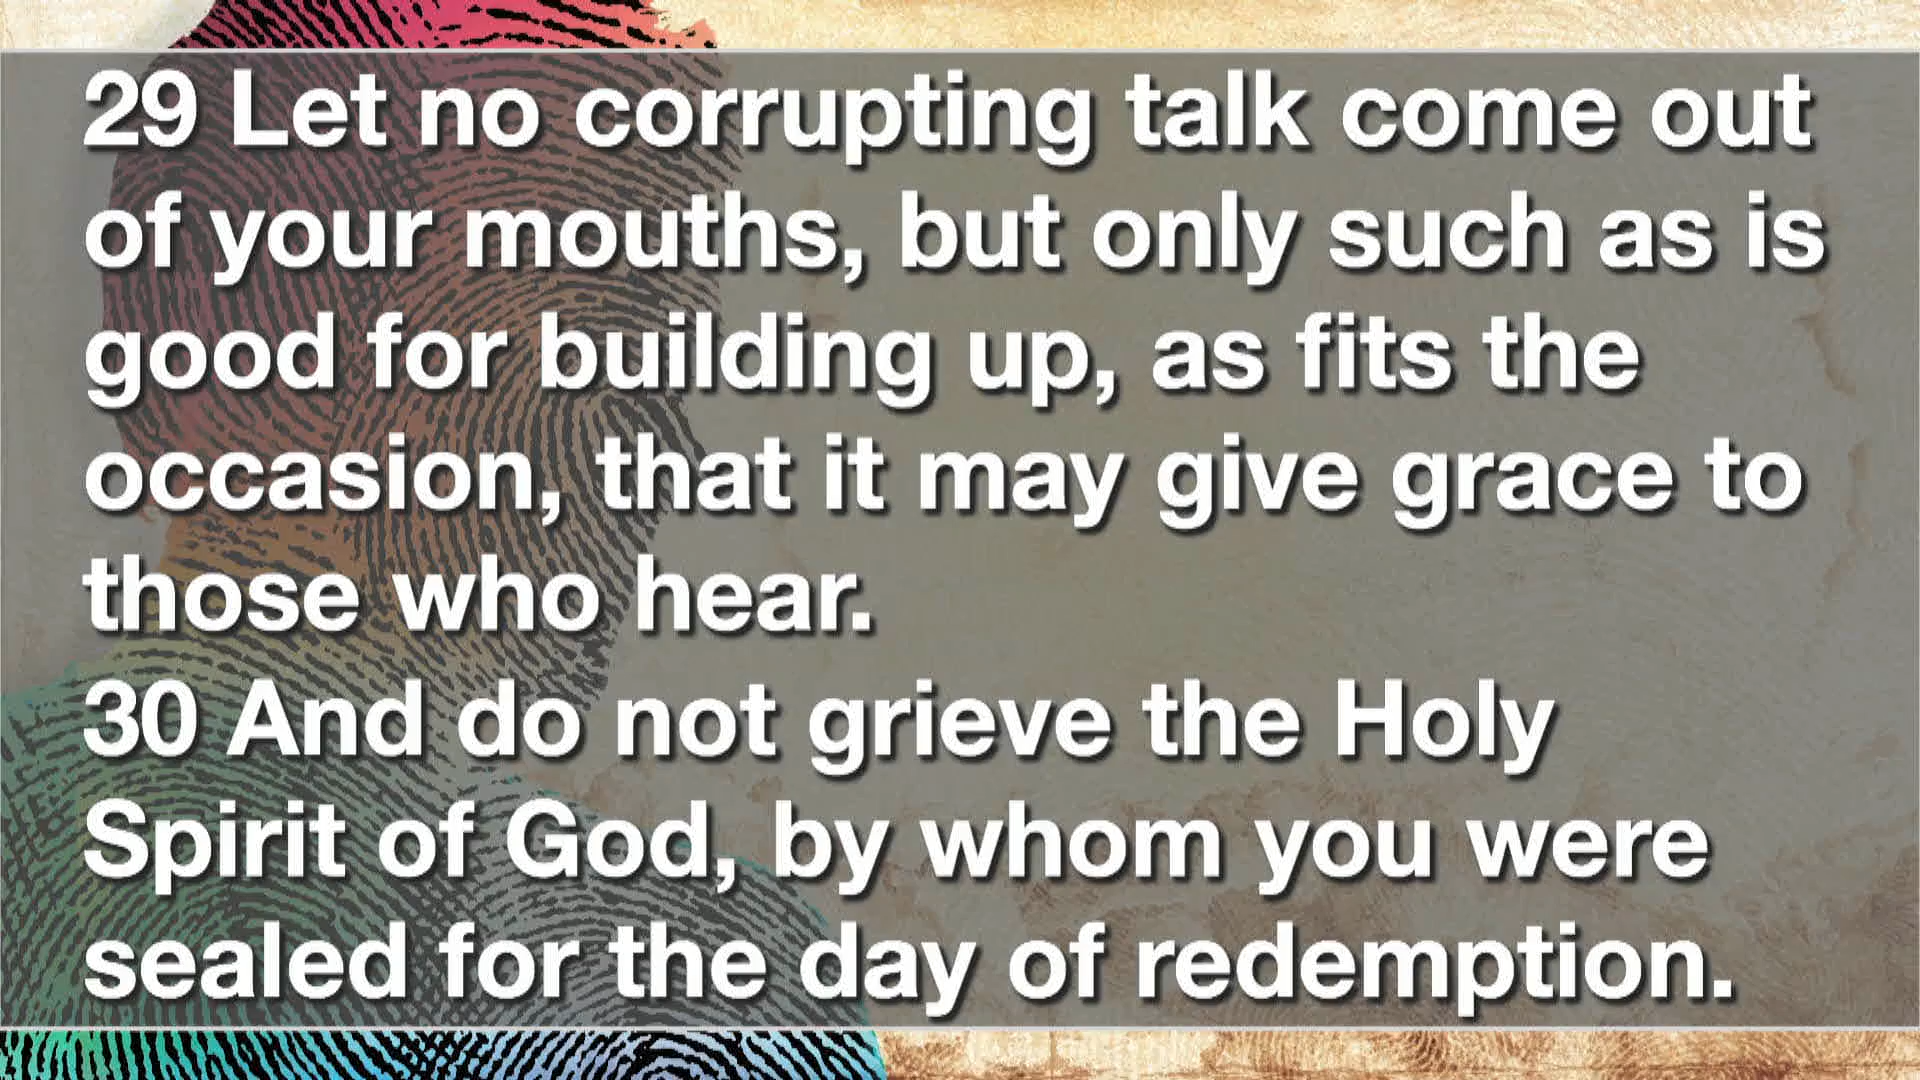 29 Let no corrupting talk come out
of your mouths, but only such as is
good for building up, as fits the
occasion, that it may give grace to
those who hear.
30 And do not grieve the Holy
Spirit of God, by whom you were
sealed for the day of redemption.